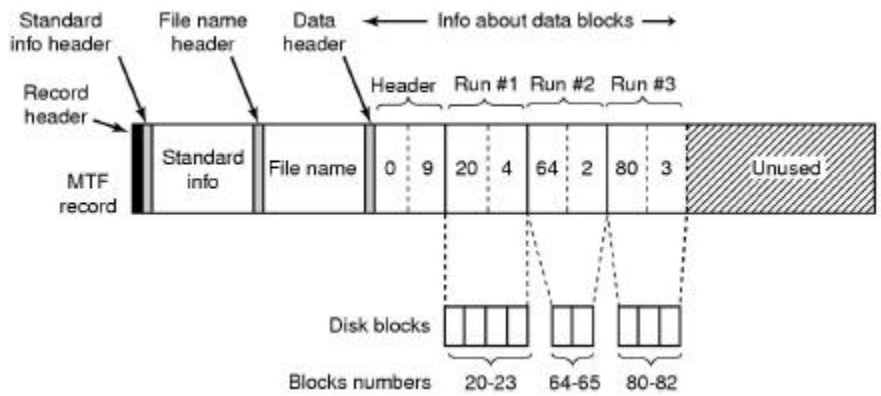 Standard
info header
File name
header
Data
header
Info about data blocks
Record
header
Header
Run #1
Run #2
Run #3
MTF
record
Standard
info
File name
0
9
20
4
64
2
80
3
Unused
Disk blocks
Blocks numbers
20-23
64-65
80-82